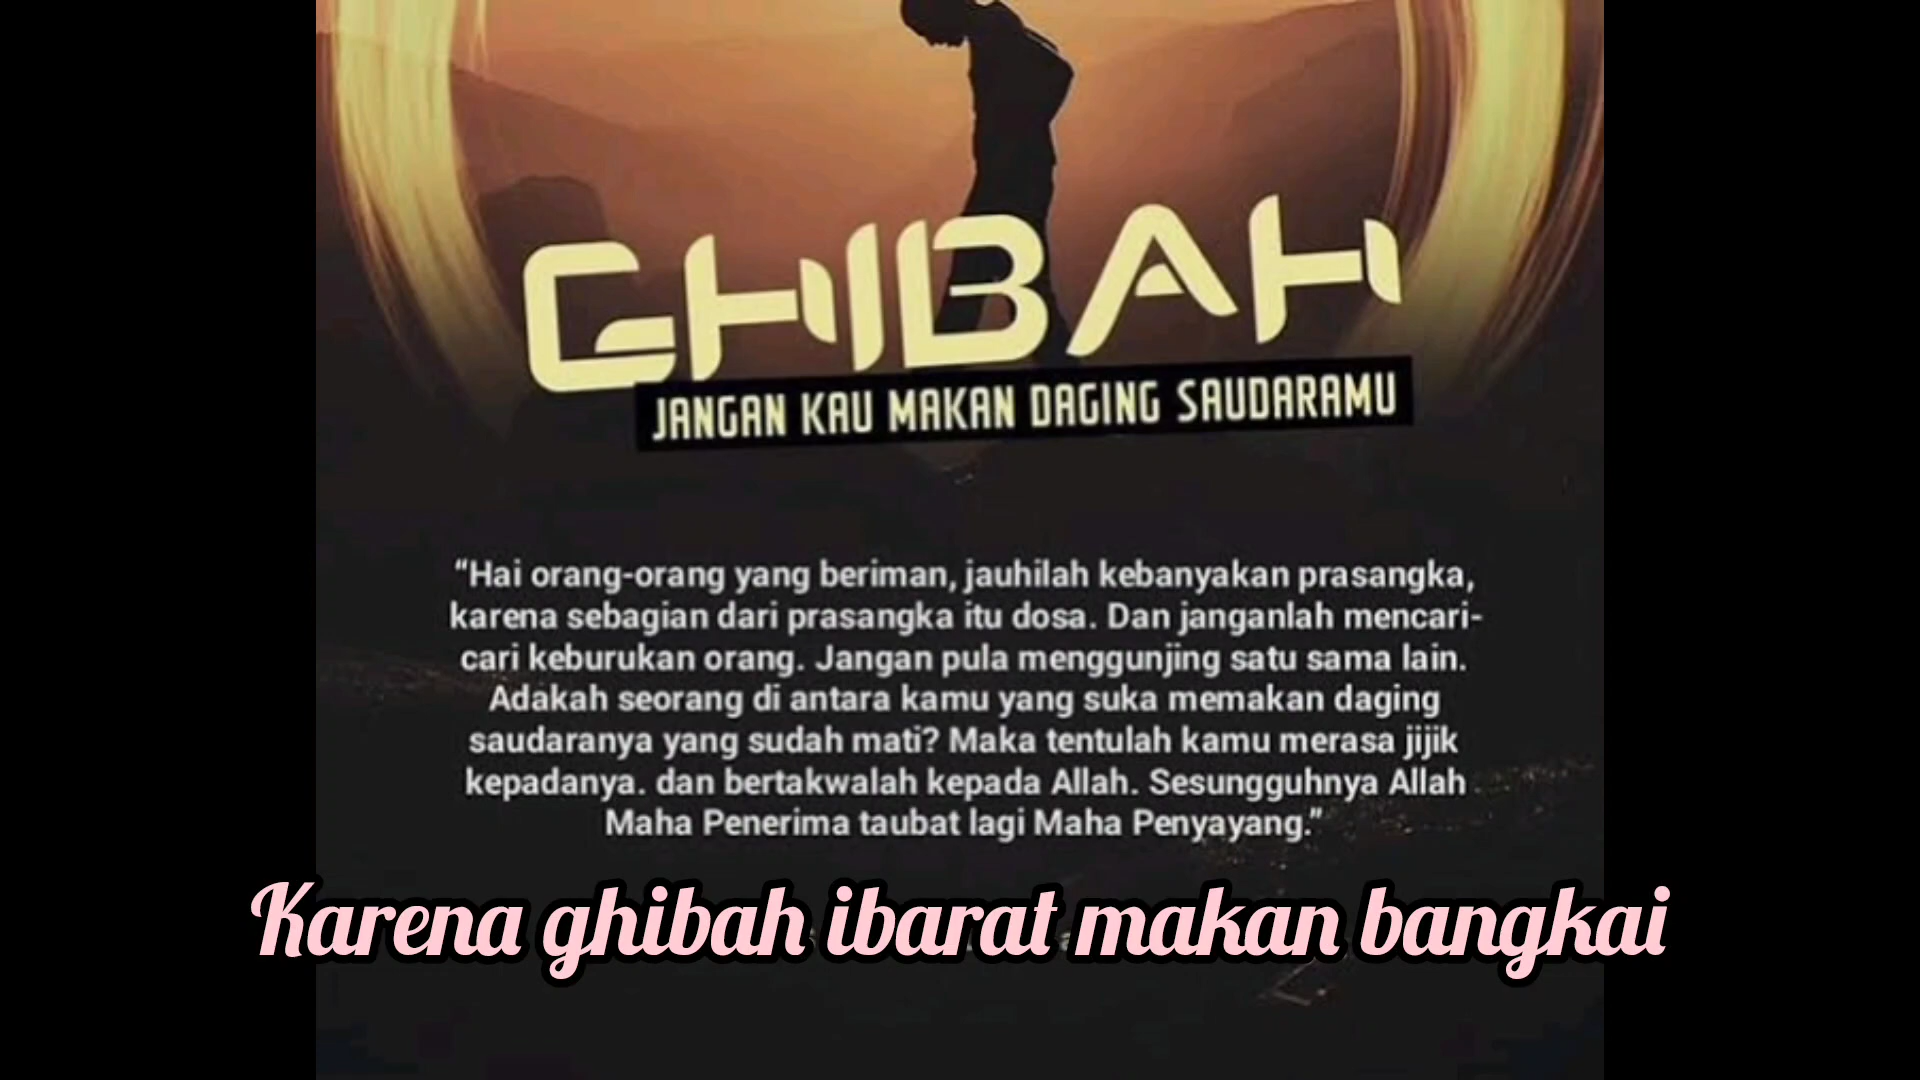 GHIBAH
JANGAN KAU MAKAN DAGING SAUDARAMU
“Hai orang-orang yang beriman, jauhilah kebanyakan prasangka,
karena sebagian dari prasangka itu dosa. Dan janganlah mencari-
cari keburukan orang. Jangan pula menggunjing satu sama lain.
Adakah seorang di antara kamu yang suka memakan daging
saudaranya yang sudah mati? Maka tentulah kamu merasa jijik
kepadanya. dan bertakwalah kepada Allah. Sesungguhnya Allah
Maha Penerima taubat lagi Maha Penyayang.”
Karena ghibah ibarat makan bangkai